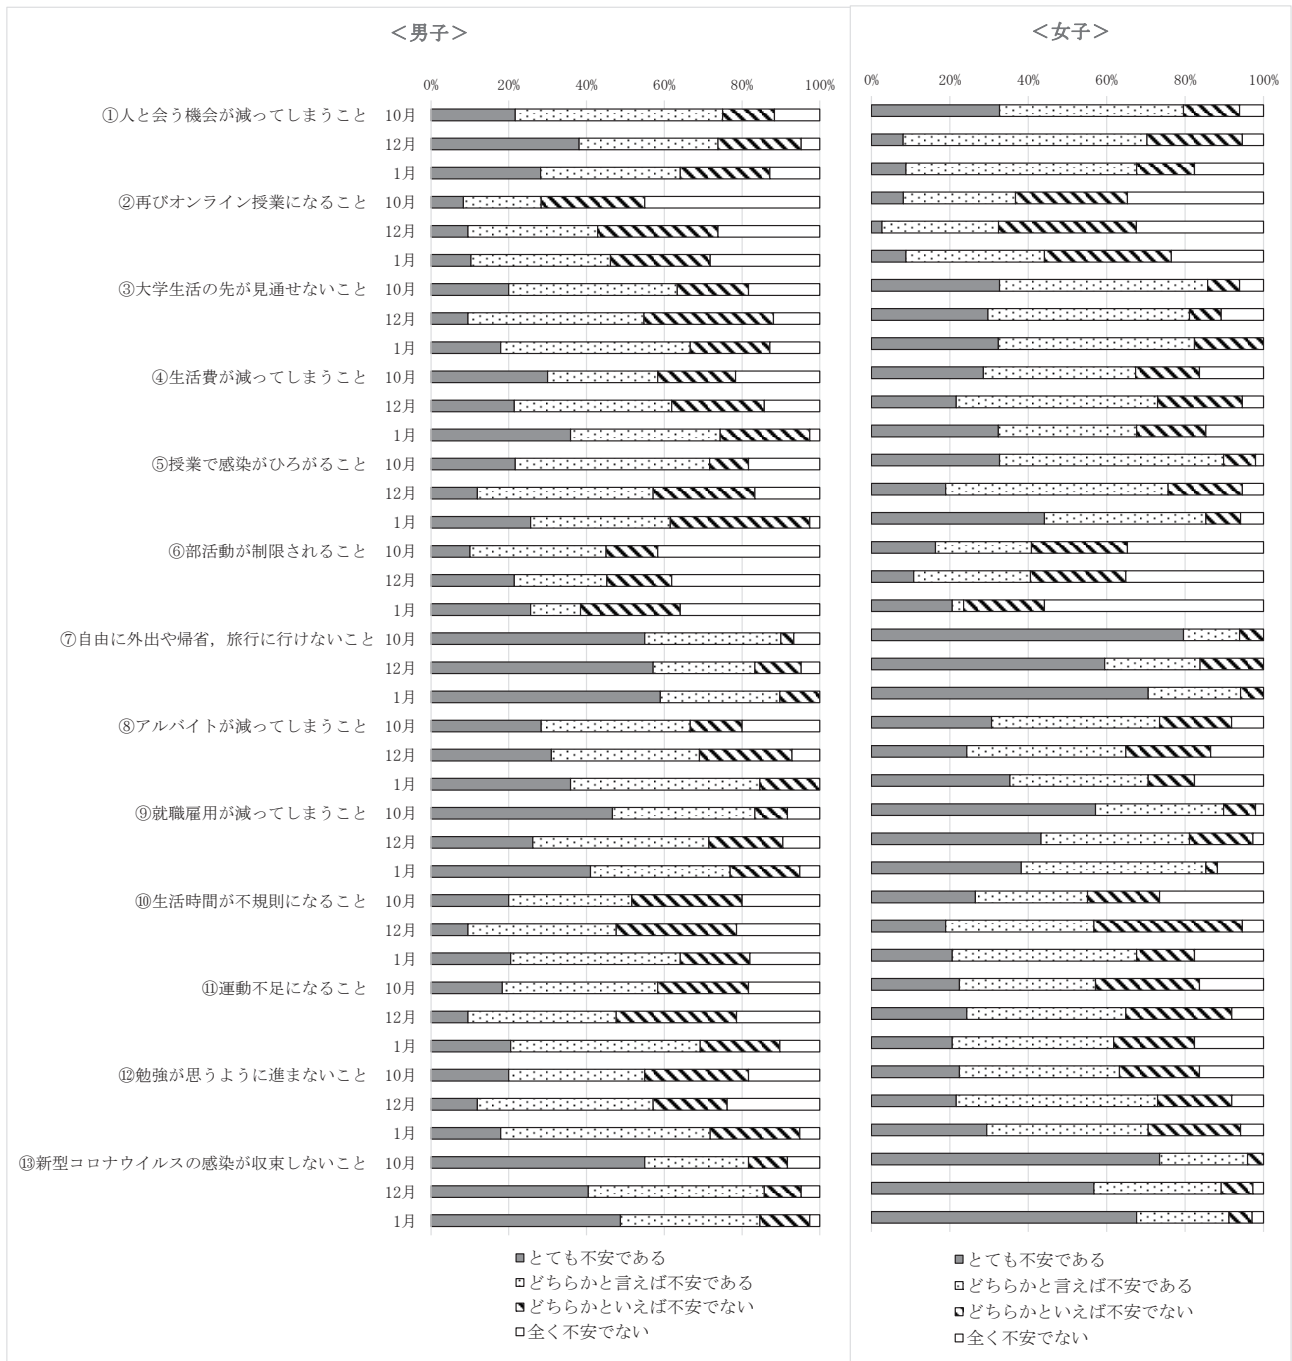 ＜男子＞
0% 20% 40% 60% 80% 100%
①人と会う機会が減ってしまうこと 10月
12月
1月
②再びオンライン授業になること 10月
12月
1月
③大学生活の先が見通せないこと 10月
12月
1月
④生活費が減ってしまうこと 10月
12月
1月
⑤授業で感染がひろがること 10月
12月
1月
⑥部活動が制限されること 10月
12月
1月
⑦自由に外出や帰省，旅行に行けないこと 10月
12月
1月
⑧アルバイトが減ってしまうこと 10月
12月
1月
⑨就職雇用が減ってしまうこと 10月
12月
1月
⑩生活時間が不規則になること 10月
12月
1月
⑪運動不足になること 10月
12月
1月
⑫勉強が思うように進まないこと 10月
12月
1月
⑬新型コロナウイルスの感染が収束しないこと 10月
12月
1月
とても不安である
どちらかと言えば不安である
どちらかといえば不安でない
全く不安でない
＜女子＞
0% 20% 40% 60% 80% 100%
とても不安である
どちらかと言えば不安である
どちらかといえば不安でない
全く不安でない